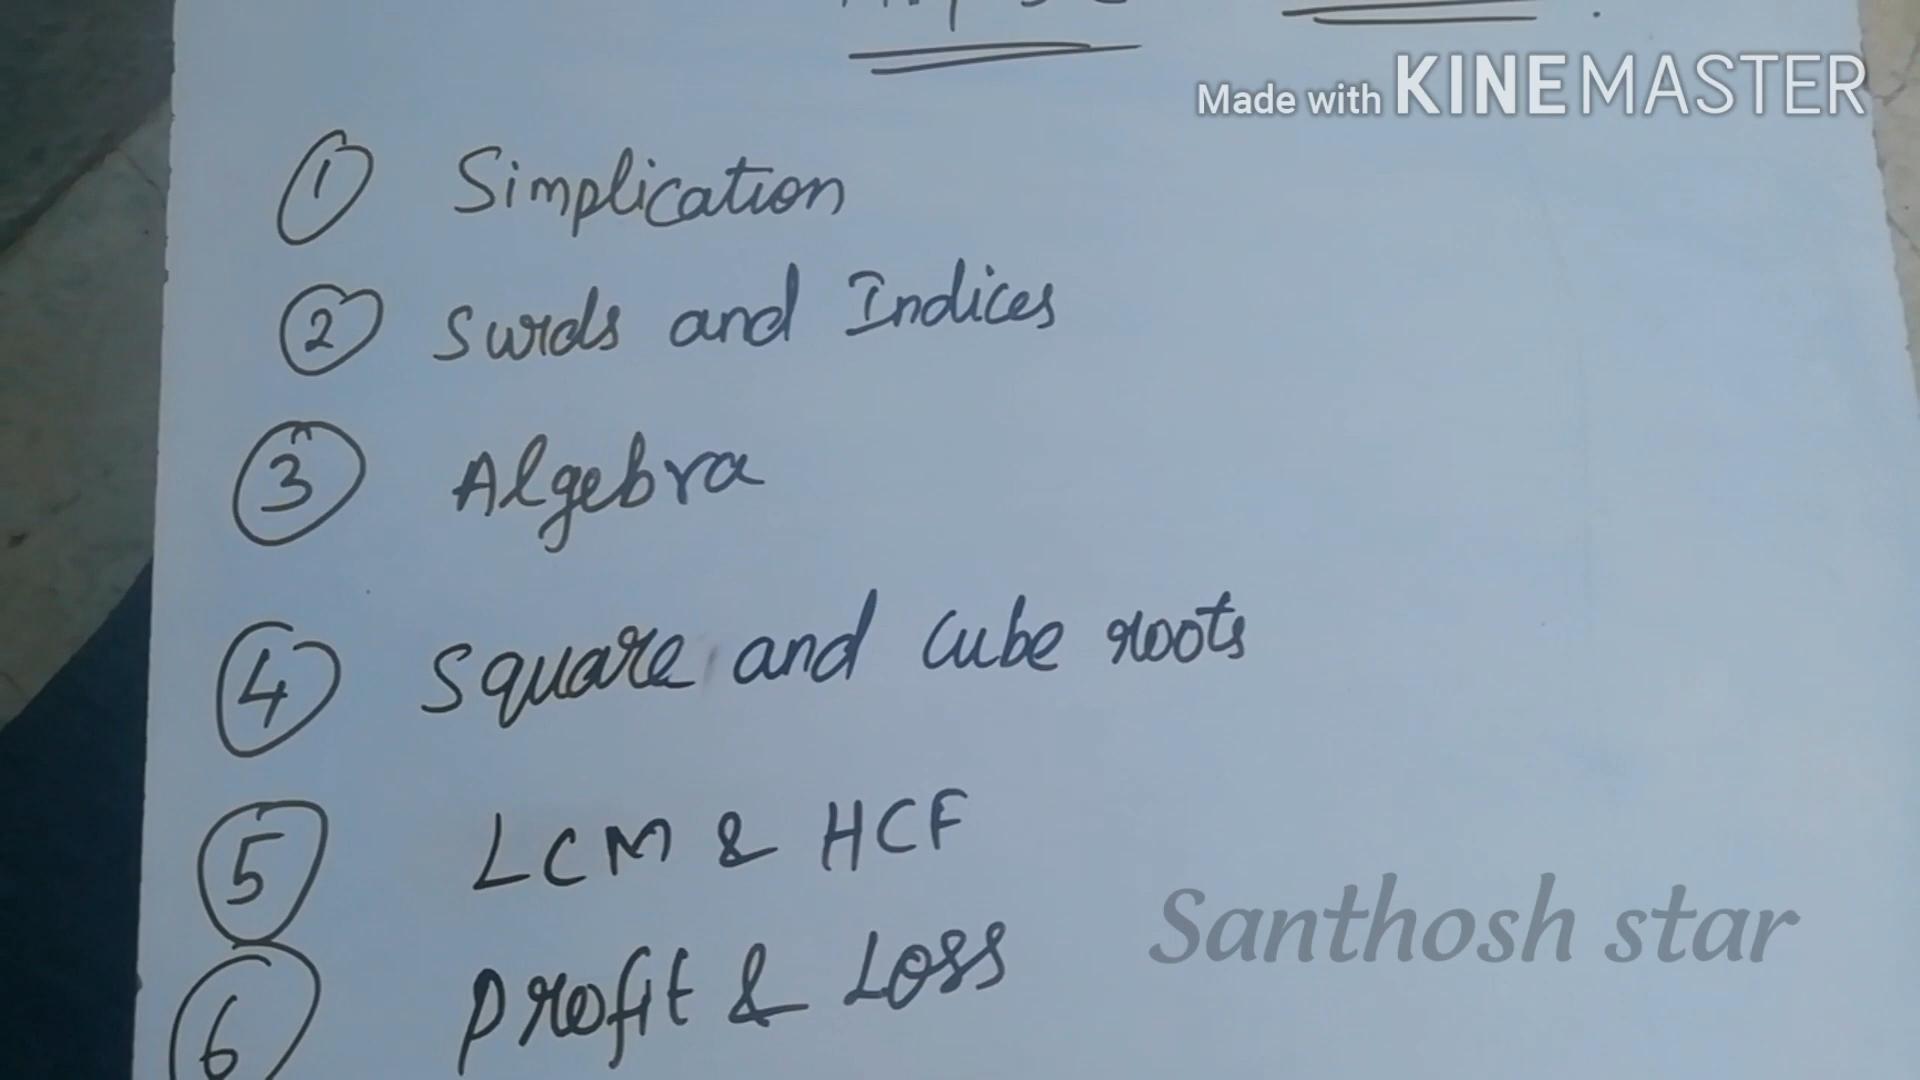 Made with KINEMASTER
1 Simplication
2 Surds and Indices
3 Algebra
4 Square and Cube roots
5 LCM & HCF
Santhosh star
6 Profit & Loss